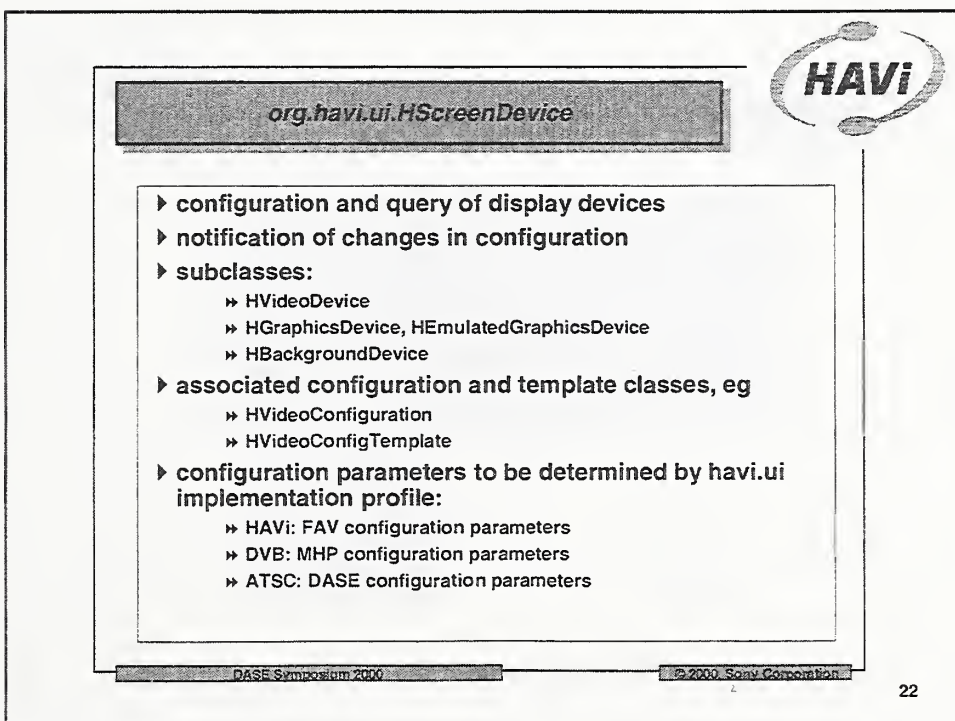 HAVi
org.havi.ui.HScreenDevice
configuration and query of display devices
notification of changes in configuration
subclasses:
HVideoDevice
HGraphicsDevice, HEmulatedGraphicsDevice
HBackgroundDevice
associated configuration and template classes, eg
HVideoConfiguration
HVideoConfigTemplate
configuration parameters to be determined by havi.ui
implementation profile:
HAVi: FAV configuration parameters
DVB: MHP configuration parameters
ATSC: DASE configuration parameters
DASE Symposium 2000
© 2000, Sony Corporation
22